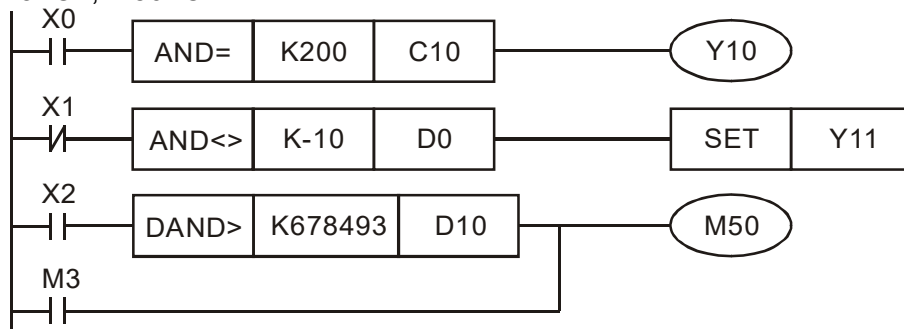 X0
AND= K200 C10 Y10
X1
AND<> K-10 D0 SET Y11
X2
DAND> K678493 D10 M50
M3